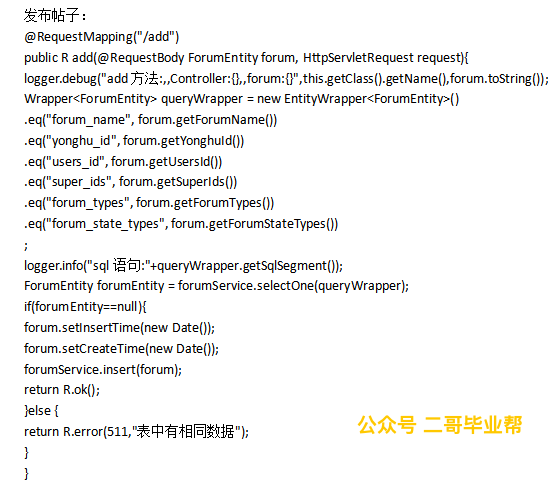 发布帖子：
@RequestMapping("/add")
public R add(@RequestBody ForumEntity forum, HttpServletRequest request){
logger.debug("add 方法:,,Controller:{},,forum:{}",this.getClass().getName(),forum.toString());
Wrapper<ForumEntity> queryWrapper = new EntityWrapper<ForumEntity>()
.eq("forum_name", forum.getForumName())
.eq("yonghu_id", forum.getYonghuId())
.eq("users_id", forum.getUsersId())
.eq("super_ids", forum.getSuperIds())
.eq("forum_types", forum.getForumTypes())
.eq("forum_state_types", forum.getForumStateTypes())
;
logger.info("sql 语句:"+queryWrapper.getSqlSegment());
ForumEntity forumEntity = forumService.selectOne(queryWrapper);
if(forumEntity==null){
forum.setInsertTime(new Date());
forum.setCreateTime(new Date());
forumService.insert(forum);
return R.ok();
}else {
return R.error(511,"表中有相同数据");
}
}
公众号 二哥毕业帮